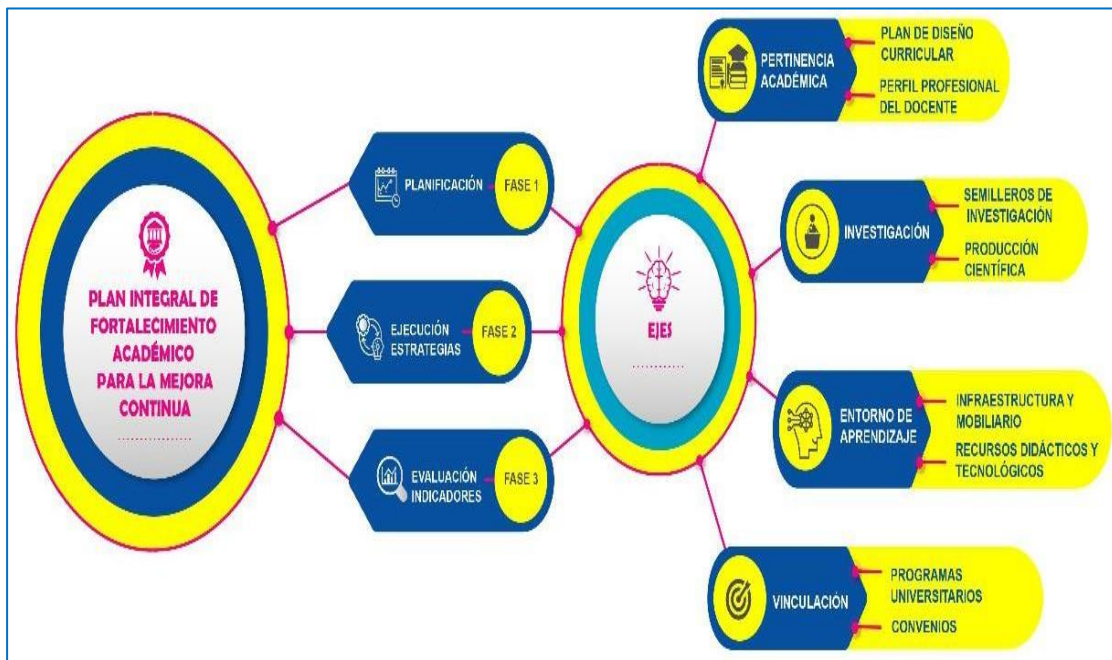 PLAN INTEGRAL DE
FORTALECIMIENTO
ACADÉMICO
PARA LA MEJORA
CONTINUA
PLANIFICACIÓN
FASE 1
EJECUCIÓN
ESTRATEGIAS
FASE 2
EVALUACIÓN
INDICADORES
FASE 3
EJES
PERTINENCIA
ACADÉMICA
PLAN DE DISEÑO
CURRICULAR
PERFIL PROFESIONAL
DEL DOCENTE
INVESTIGACIÓN
SEMILLEROS DE
INVESTIGACIÓN
PRODUCCIÓN
CIENTÍFICA
ENTORNO DE
APRENDIZAJE
INFRAESTRUCTURA Y
MOBILIARIO
RECURSOS DIDÁCTICOS Y
TECNOLÓGICOS
VINCULACIÓN
PROGRAMAS
UNIVERSITARIOS
CONVENIOS